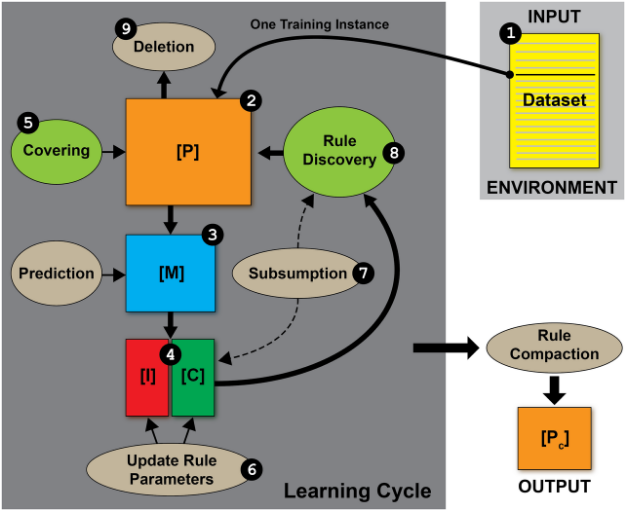 INPUT
1
Dataset
ENVIRONMENT
One Training Instance
9
Deletion
2
[P]
5
Covering
Rule
Discovery
8
3
[M]
Prediction
Subsumption
7
4
[I]
[C]
Update Rule
Parameters
6
Learning Cycle
Rule
Compaction
[Pc]
OUTPUT